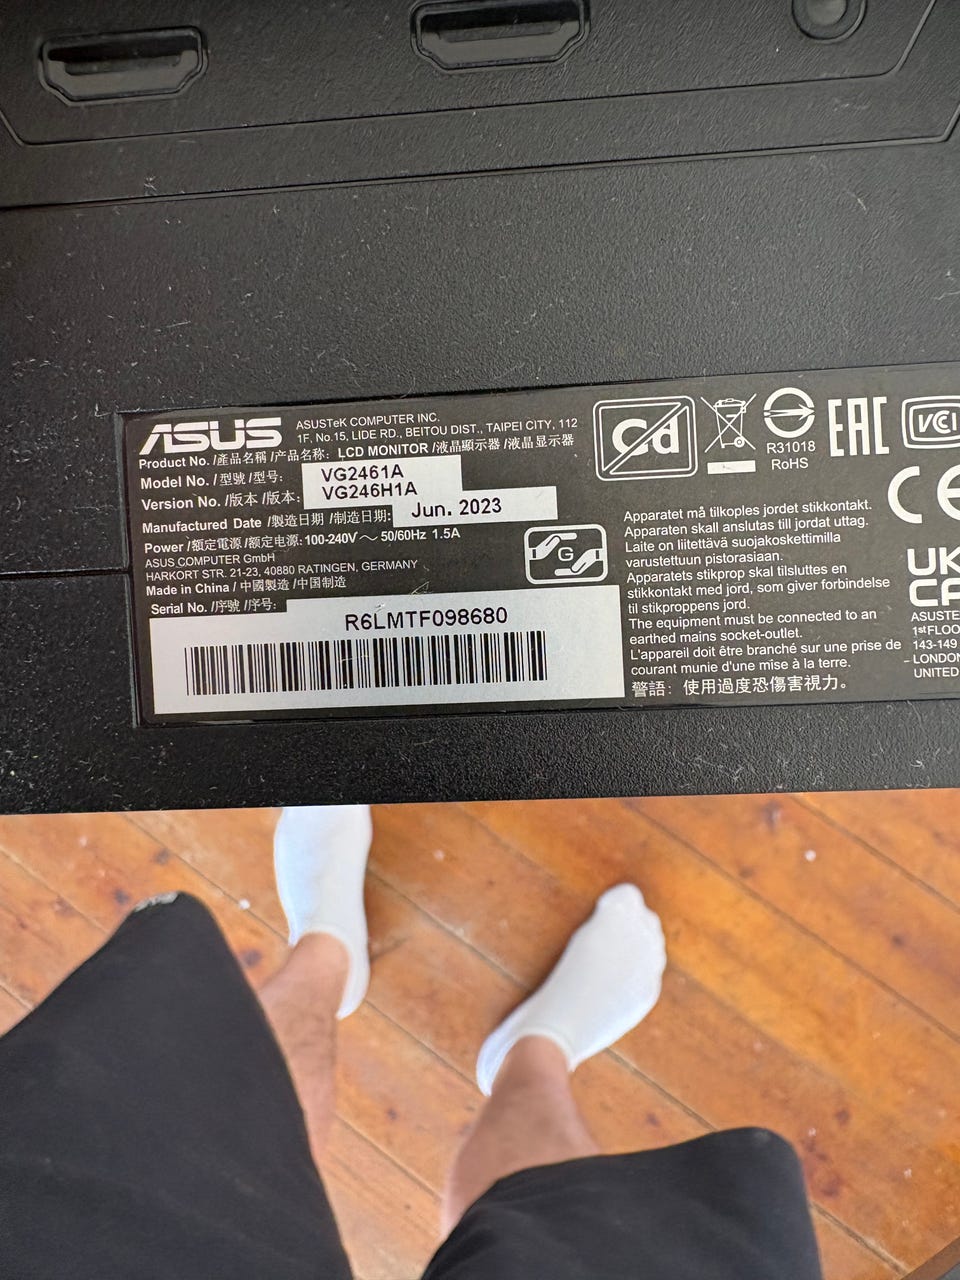 ASUS
ASUSTeK COMPUTER INC.
1F, No.15, LIDE RD., BEITOU DIST., TAIPEI CITY, 112
Product No. /產品名稱 /产品名称: LCD MONITOR /液晶顯示器 /液晶显示器
Model No. /型號 /型号: VG2461A
Version No. /版本 /版本: VG246H1A
Manufactured Date /製造日期 /制造日期: Jun. 2023
Power /額定電源 /额定电源: 100-240V ～ 50/60Hz 1.5A
ASUS COMPUTER GmbH
HARKORT STR. 21-23, 40880 RATINGEN, GERMANY
Made in China / 中國製造 /中国制造
Serial No. /序號 /序号:
R6LMTF098680
G
Cd
R31018
RoHS
EAC
VCCI
CE
Apparatet må tilkoples jordet stikkontakt.
Apparaten skall anslutas till jordat uttag.
Laite on liitettävä suojakoskettimilla
varustettuun pistorasiaan.
Apparatets stikprop skal tilsluttes en
stikkontakt med jord, som giver forbindelse
til stikproppens jord.
The equipment must be connected to an
earthed mains socket-outlet.
L'appareil doit être branché sur une prise de
courant munie d'une mise à la terre.
警語: 使用過度恐傷害視力。
UK
CA
ASUSTE
1st FLOO
143-149
LONDON
UNITED